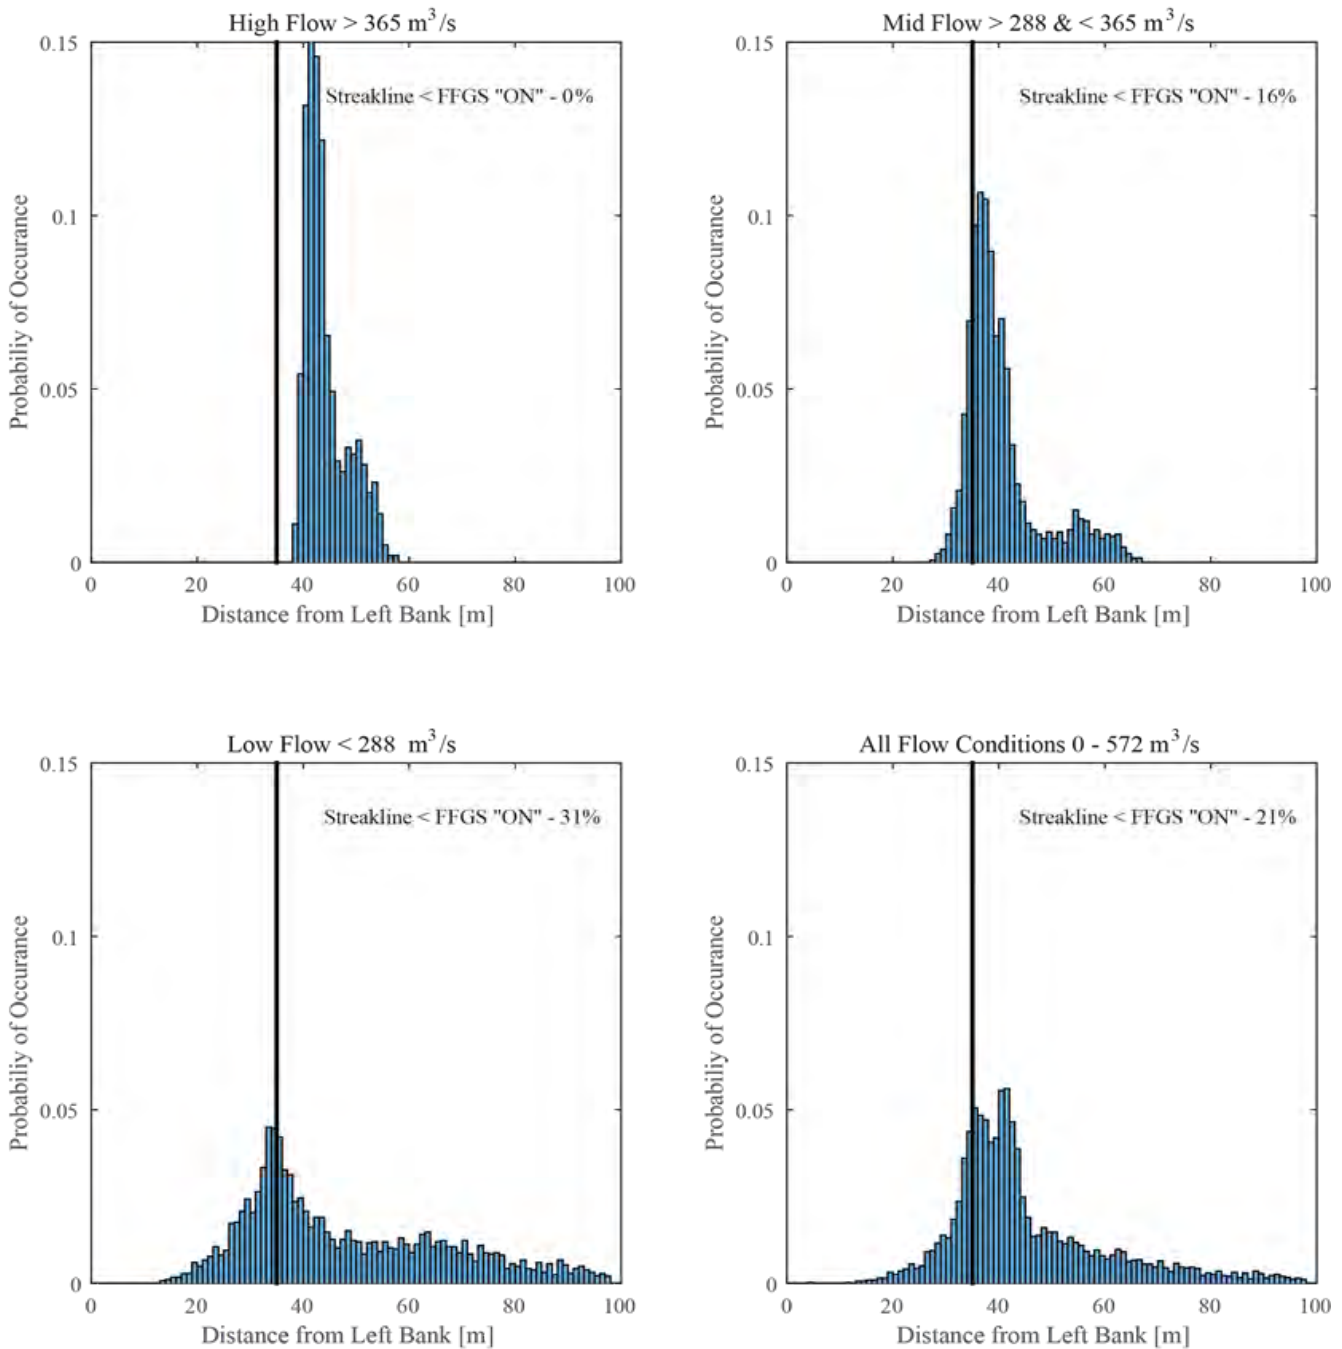 High Flow > 365 m³/s
Streakline < FFGS "ON" - 0%
0.15
0.1
0.05
0
Probabiliy of Occurance
0 20 40 60 80 100
Distance from Left Bank [m]
Mid Flow > 288 & < 365 m³/s
Streakline < FFGS "ON" - 16%
0.15
0.1
0.05
0
Probabiliy of Occurance
0 20 40 60 80 100
Distance from Left Bank [m]
Low Flow < 288 m³/s
Streakline < FFGS "ON" - 31%
0.15
0.1
0.05
0
Probabiliy of Occurance
0 20 40 60 80 100
Distance from Left Bank [m]
All Flow Conditions 0 - 572 m³/s
Streakline < FFGS "ON" - 21%
0.15
0.1
0.05
0
Probabiliy of Occurance
0 20 40 60 80 100
Distance from Left Bank [m]